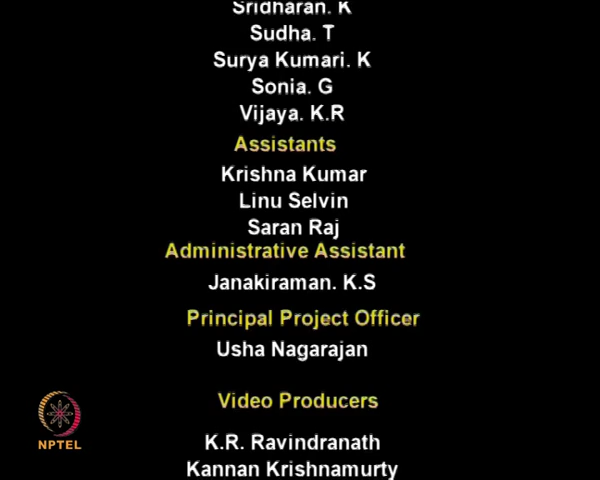 Sridharan. K
Sudha. T
Surya Kumari. K
Sonia. G
Vijaya. K.R
Assistants
Krishna Kumar
Linu Selvin
Saran Raj
Administrative Assistant
Janakiraman. K.S
Principal Project Officer
Usha Nagarajan
Video Producers
K.R. Ravindranath
Kannan Krishnamurty
NPTEL